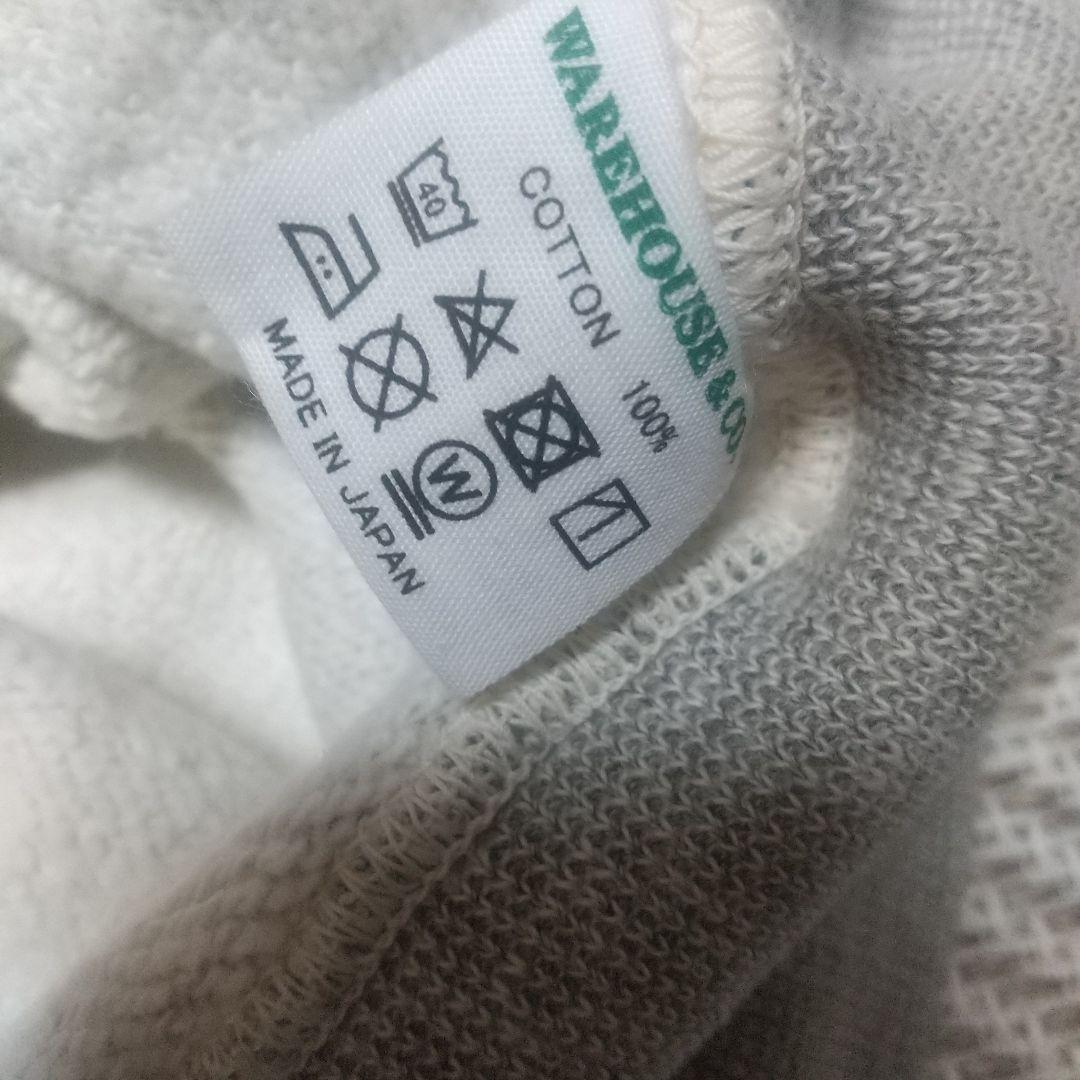 WAREHOUSE & CO.
COTTON 100%
40
W
MADE IN JAPAN